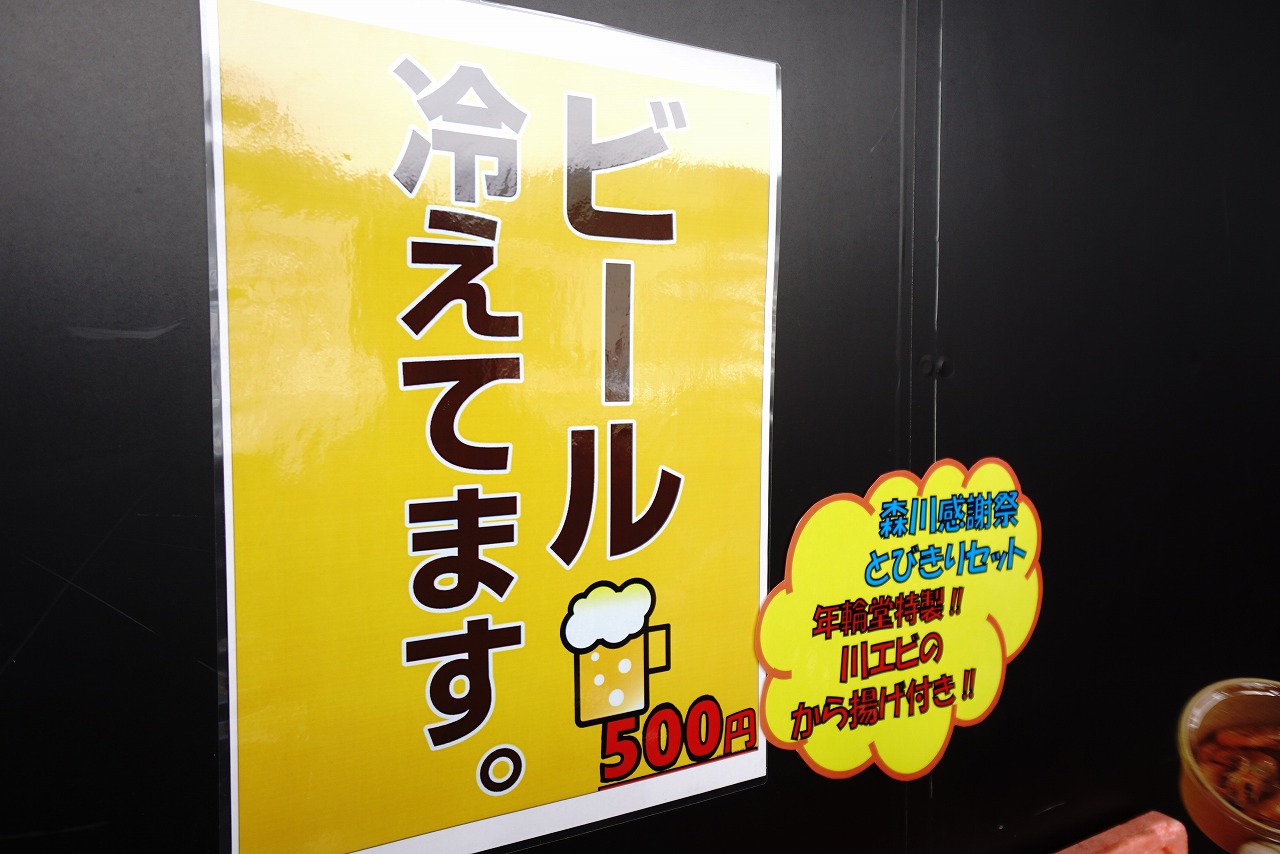 ビール
冷えてます。
500円
森川感謝祭
とびきりセット
年輪堂特製!!
川エビの
から揚げ付き!!